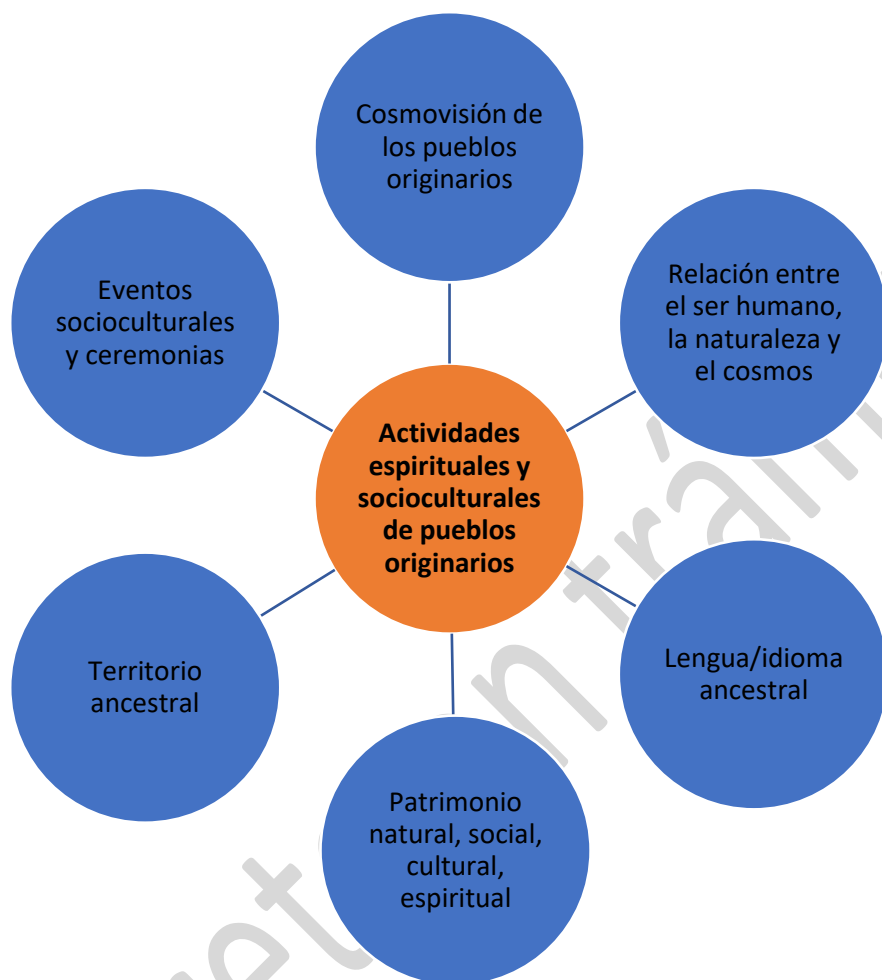 Cosmovisión de
los pueblos
originarios
Relación entre
el ser humano,
la naturaleza y
el cosmos
Lengua/idioma
ancestral
Patrimonio
natural, social,
cultural,
espiritual
Territorio
ancestral
Eventos
socioculturales
y ceremonias
Actividades
espirituales y
socioculturales
de pueblos
originarios